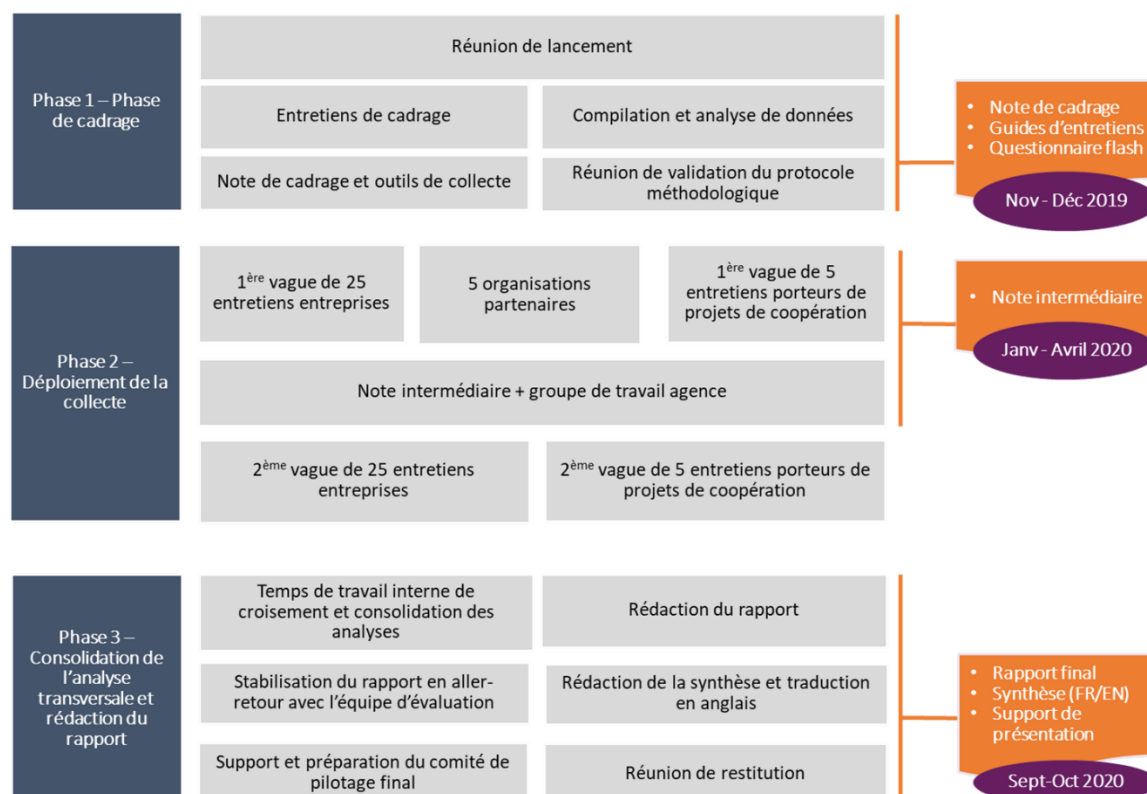 Réunion de lancement
Phase 1 – Phase
de cadrage
Entretiens de cadrage
Compilation et analyse de données
Note de cadrage et outils de collecte
Réunion de validation du protocole
méthodologique
• Note de cadrage
• Guides d'entretiens
• Questionnaire flash
Nov - Déc 2019
Phase 2 –
Déploiement de la
collecte
1ère vague de 25
entretiens entreprises
5 organisations
partenaires
1ère vague de 5
entretiens porteurs de
projets de coopération
Note intermédiaire + groupe de travail agence
2ème vague de 25 entretiens
entreprises
2ème vague de 5 entretiens porteurs de
projets de coopération
• Note intermédiaire
Janv - Avril 2020
Phase 3 –
Consolidation de
l'analyse
transversale et
rédaction du
rapport
Temps de travail interne de
croisement et consolidation des
analyses
Rédaction du rapport
Stabilisation du rapport en aller-
retour avec l'équipe d'évaluation
Rédaction de la synthèse et traduction
en anglais
Support et préparation du comité de
pilotage final
Réunion de restitution
• Rapport final
• Synthèse (FR/EN)
• Support de
présentation
Sept-Oct 2020